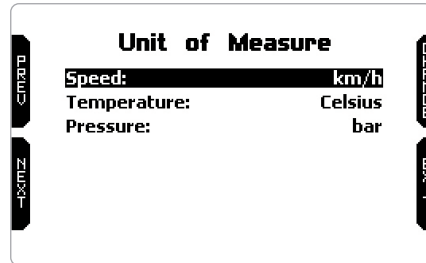 Unit of Measure
PREV
Speed: km/h
Temperature: Celsius
Pressure: bar
NEXT